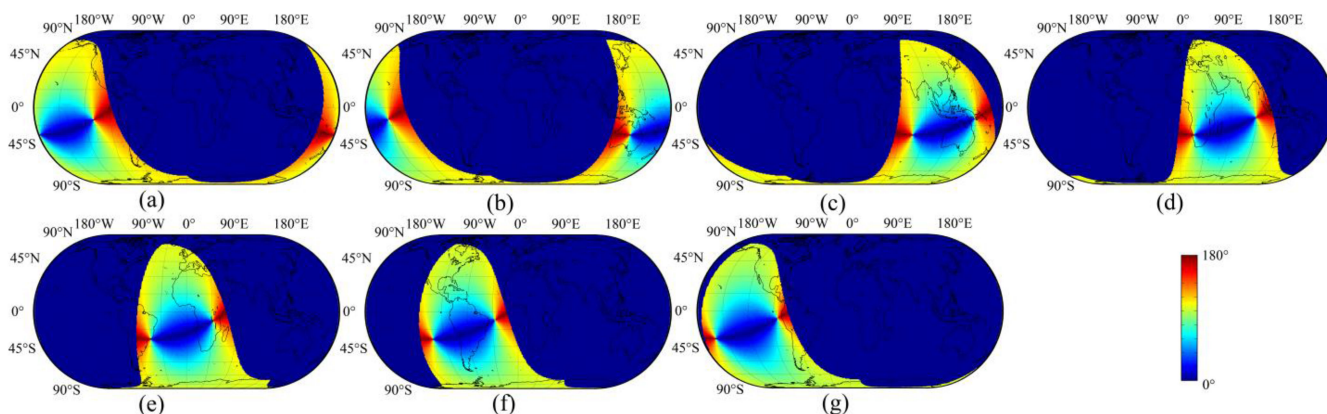 180°W 90°W 0° 90°E 180°E 180°W 90°W 0° 90°E 180°E 180°W 90°W 0° 90°E 180°E 180°W 90°W 0° 90°E 180°E
90°N 90°N 90°N 90°N
45°N 45°N 45°N 45°N
0° 0° 0° 0°
45°S 45°S 45°S 45°S
90°S 90°S 90°S 90°S
(a) (b) (c) (d)
180°W 90°W 0° 90°E 180°E 180°W 90°W 0° 90°E 180°E 180°W 90°W 0° 90°E 180°E
90°N 90°N 90°N
45°N 45°N 45°N 180°
0° 0° 0°
45°S 45°S 45°S
90°S 90°S 90°S 0°
(e) (f) (g)